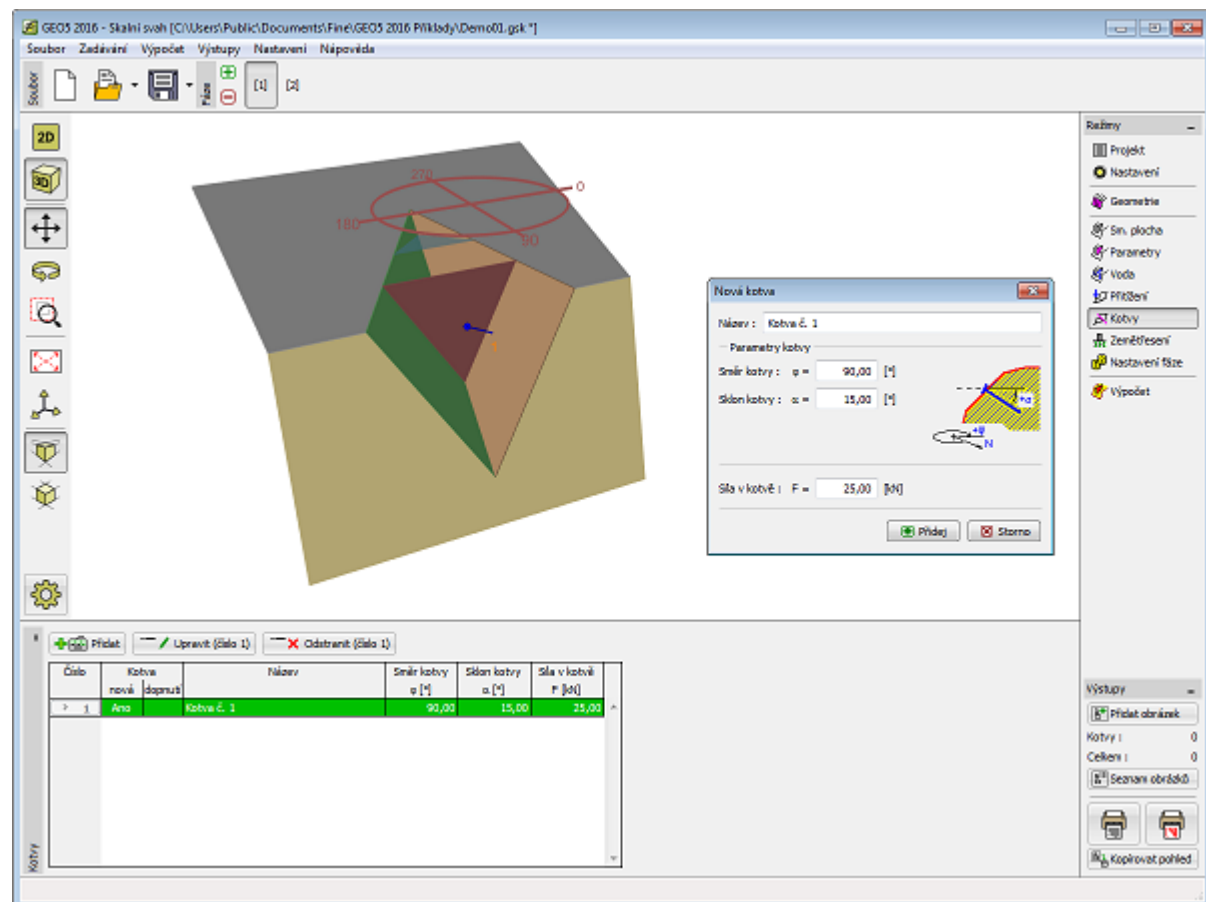 GEO5 2016 - Skalní svah [C:\Users\Public\Documents\Fine\GEO5 2016 Příklady\Demo01.gsk *]
Soubor Zadávání Výpočet Výstupy Nastavení Nápověda
Soubor
Fáze
[1] [2]
2D
3D
270
0
180
90
1
Nová kotva
Název : Kotva č. 1
Parametry kotvy
Směr kotvy : φ = 90,00 [°]
Sklon kotvy : α = 15,00 [°]
+α
+φ
N
Síla v kotvě : F = 25,00 [kN]
Přidej Storno
Režimy
Projekt
Nastavení
Geometrie
Sm. plocha
Parametry
Voda
Přitížení
Kotvy
Zemětřesení
Nastavení fáze
Výpočet
Přidat Upravit (číslo 1) Odstranit (číslo 1)
Číslo Kotva Název Směr kotvy Sklon kotvy Síla v kotvě
nová dopnutí φ [°] α [°] F [kN]
1 Ano Kotva č. 1 90,00 15,00 25,00
Kotvy
Výstupy
Přidat obrázek
Kotvy : 0
Celkem : 0
Seznam obrázků
Kopírovat pohled